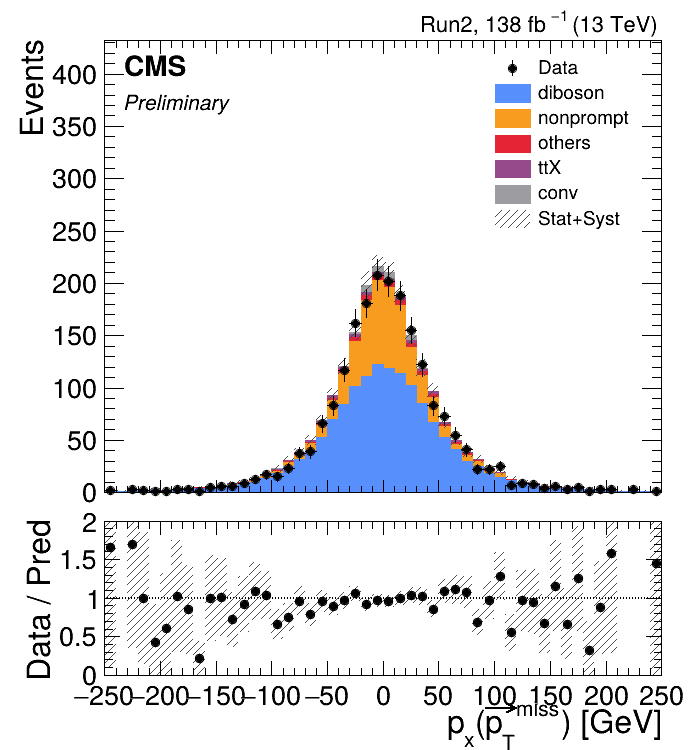 Run2, 138 fb⁻¹ (13 TeV)
CMS
Preliminary
Events
400
350
300
250
200
150
100
50
0
Data
diboson
nonprompt
others
ttX
conv
Stat+Syst
Data / Pred
2
1.5
1
0.5
0
−250 −200 −150 −100 −50 0 50 100 150 200 250
pₓ(p⃗_T^miss) [GeV]